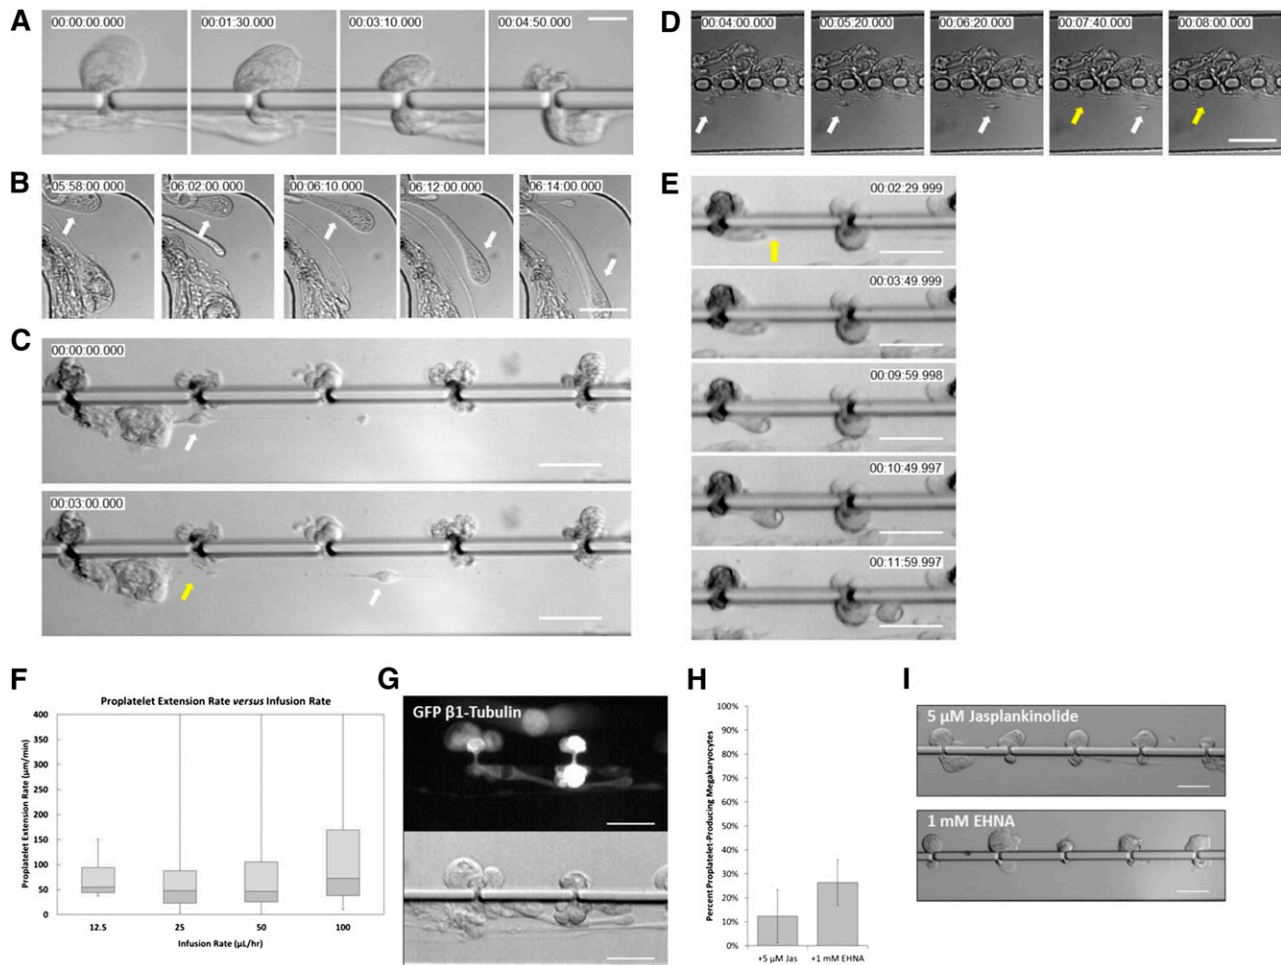 A
00:00:00.000
00:01:30.000
00:03:10.000
00:04:50.000
B
05:58:00.000
06:02:00.000
00:06:10.000
06:12:00.000
06:14:00.000
C
00:00:00.000
00:03:00.000
D
00:04:00.000
00:05:20.000
00:06:20.000
00:07:40.000
00:08:00.000
E
00:02:29.999
00:03:49.999
00:09:59.998
00:10:49.997
00:11:59.997
F
Proplatelet Extension Rate versus Infusion Rate
Proplatelet Extension Rate (µm/min)
400
350
300
250
200
150
100
50
0
12.5
25
50
100
Infusion Rate (µL/hr)
G
GFP β1-Tubulin
H
Percent Proplatelet-Producing Megakaryocytes
100%
90%
80%
70%
60%
50%
40%
30%
20%
10%
0%
+5 µM Jas
+1 mM EHNA
I
5 µM Jasplankinolide
1 mM EHNA